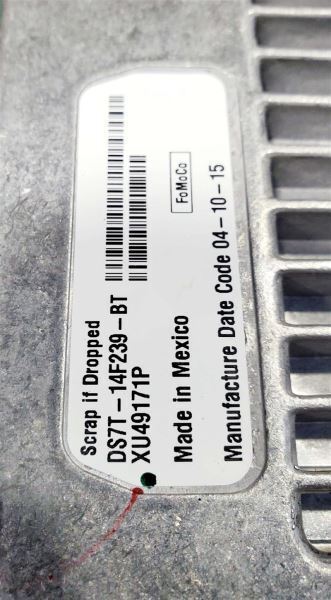 Scrap if Dropped
DS7T-14F239-BT
XU49171P
FoMoCo
Made in Mexico
Manufacture Date Code 04-10-15